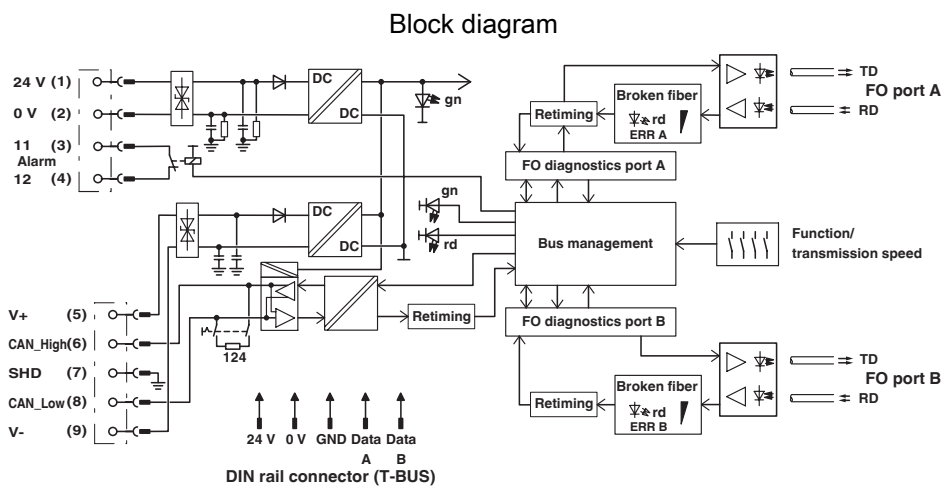 Block diagram
24 V (1)
0 V (2)
11 (3)
Alarm
12 (4)
DC
DC
gn
DC
DC
gn
rd
V+ (5)
CAN_High(6)
SHD (7)
CAN_Low (8)
V- (9)
124
Retiming
24 V 0 V GND Data A Data B
DIN rail connector (T-BUS)
Retiming
Broken fiber
rd
ERR A
TD
FO port A
RD
FO diagnostics port A
Bus management
Function/
transmission speed
FO diagnostics port B
Retiming
Broken fiber
rd
ERR B
TD
FO port B
RD